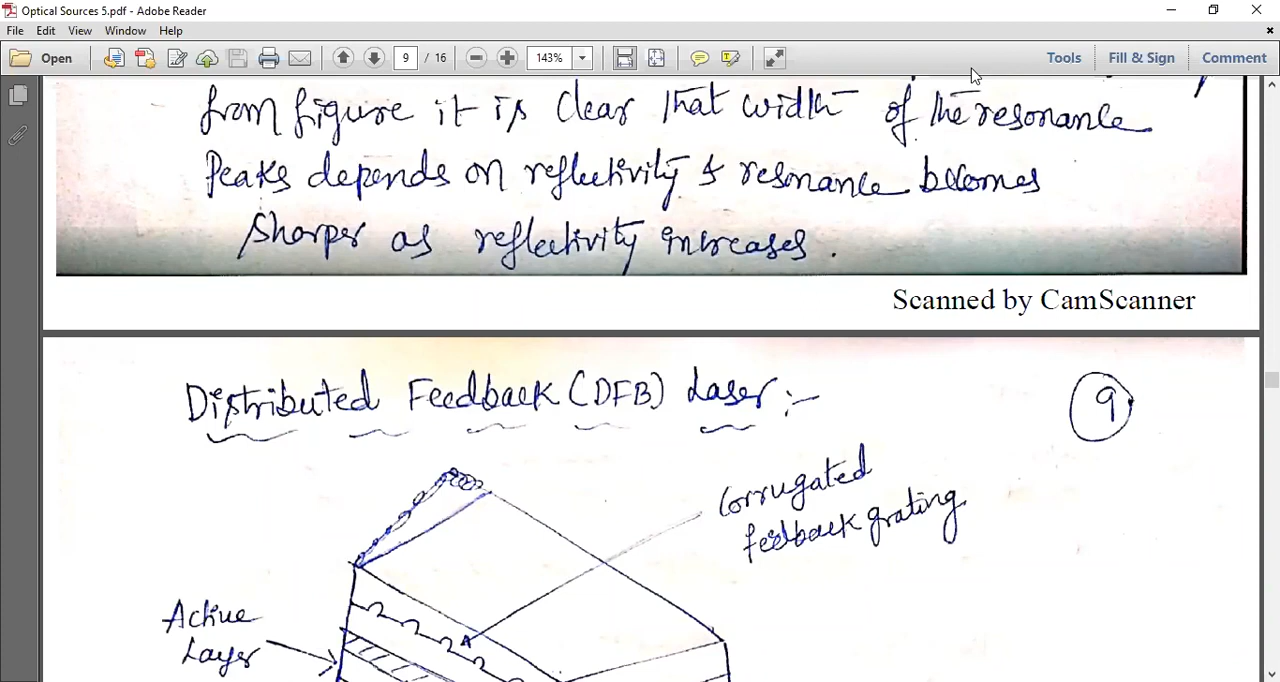 Optical Sources 5.pdf - Adobe Reader
File Edit View Window Help
Open 9 / 16 143% Tools Fill & Sign Comment
from figure it is clear that width of the resonance
Peaks depends on reflectivity & resonance becomes
sharper as reflectivity increases.
Scanned by CamScanner
Distributed Feedback (DFB) Laser :-
9
Corrugated
feedback grating
Active
Layer